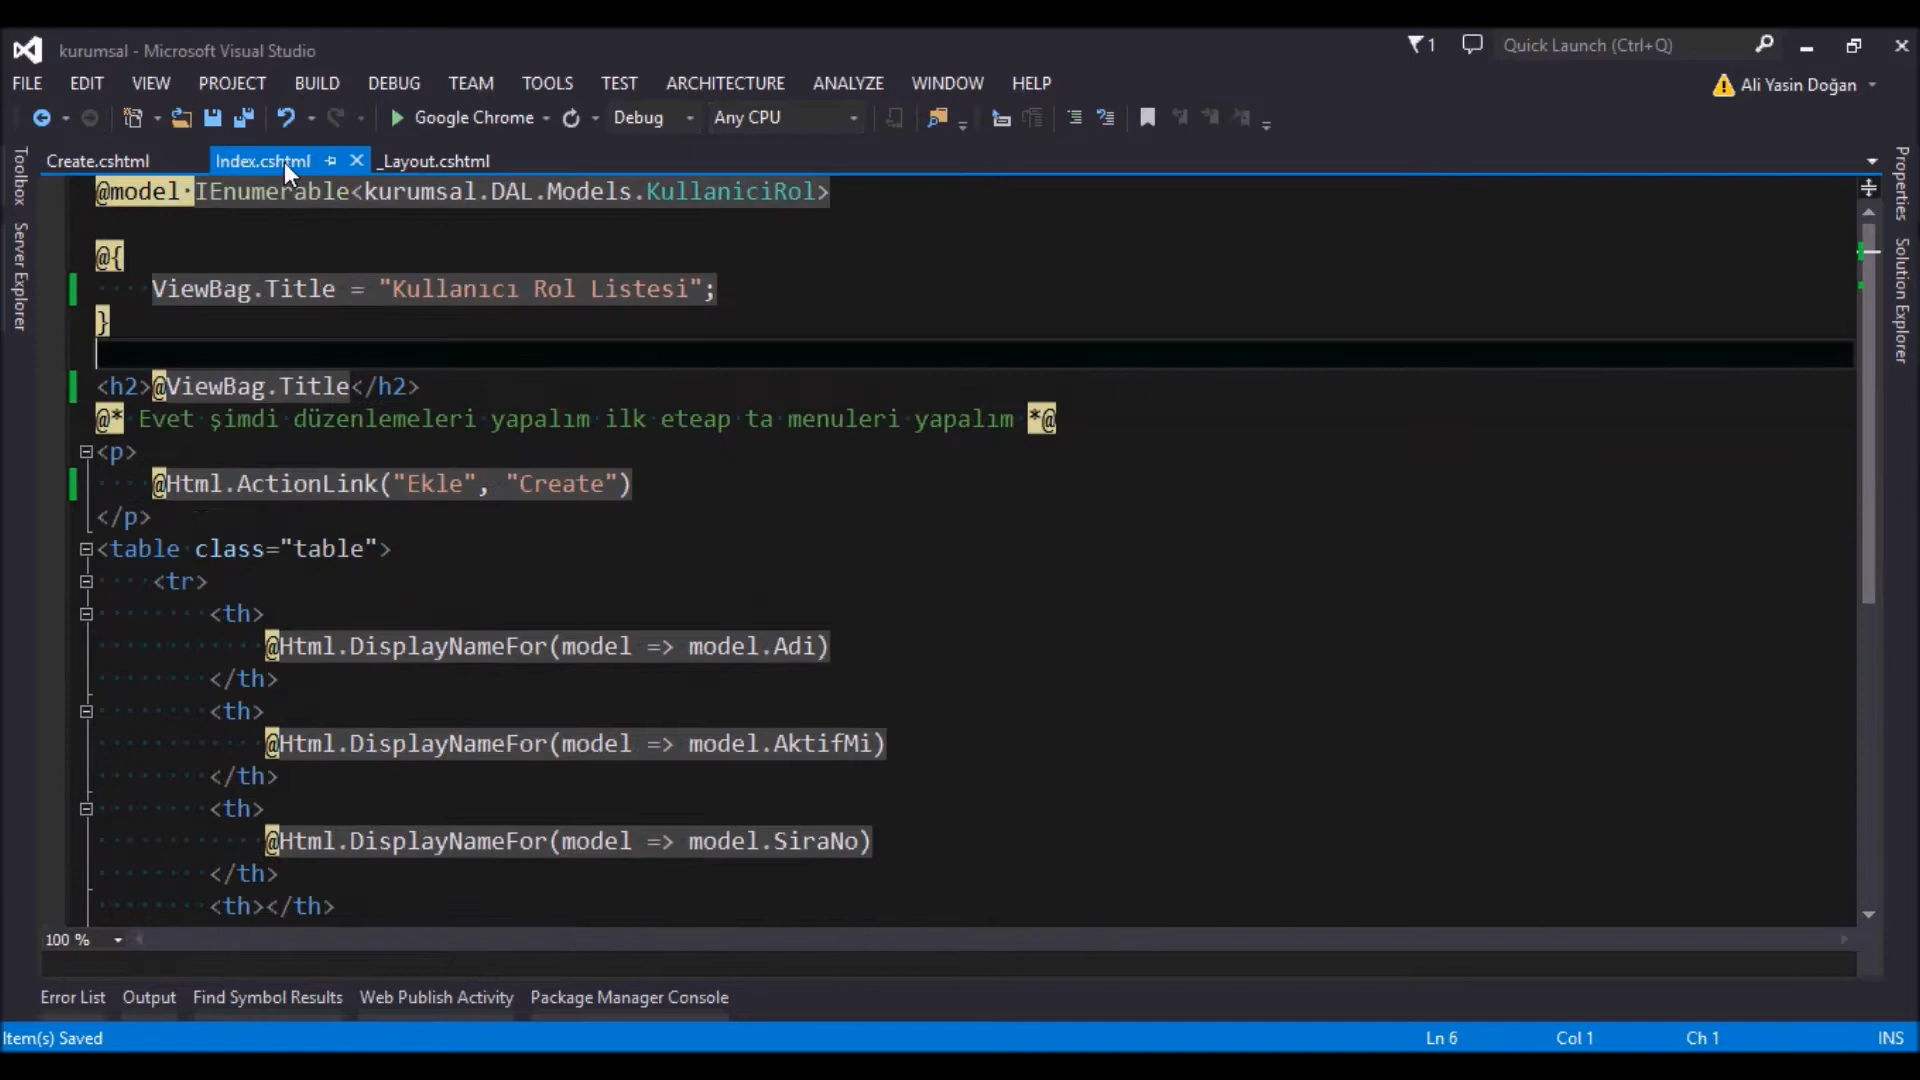 kurumsal - Microsoft Visual Studio
1
Quick Launch (Ctrl+Q)
FILE EDIT VIEW PROJECT BUILD DEBUG TEAM TOOLS TEST ARCHITECTURE ANALYZE WINDOW HELP
Ali Yasin Doğan
Google Chrome Debug Any CPU
Toolbox
Server Explorer
Create.cshtml Index.cshtml _Layout.cshtml
Properties
Solution Explorer
@model IEnumerable<kurumsal.DAL.Models.KullaniciRol>
@{
ViewBag.Title = "Kullanıcı Rol Listesi";
}
<h2>@ViewBag.Title</h2>
@* Evet şimdi düzenlemeleri yapalım ilk eteap ta menuleri yapalım *@
<p>
@Html.ActionLink("Ekle", "Create")
</p>
<table class="table">
<tr>
<th>
@Html.DisplayNameFor(model => model.Adi)
</th>
<th>
@Html.DisplayNameFor(model => model.AktifMi)
</th>
<th>
@Html.DisplayNameFor(model => model.SiraNo)
</th>
<th></th>
100 %
Error List Output Find Symbol Results Web Publish Activity Package Manager Console
Item(s) Saved Ln 6 Col 1 Ch 1 INS